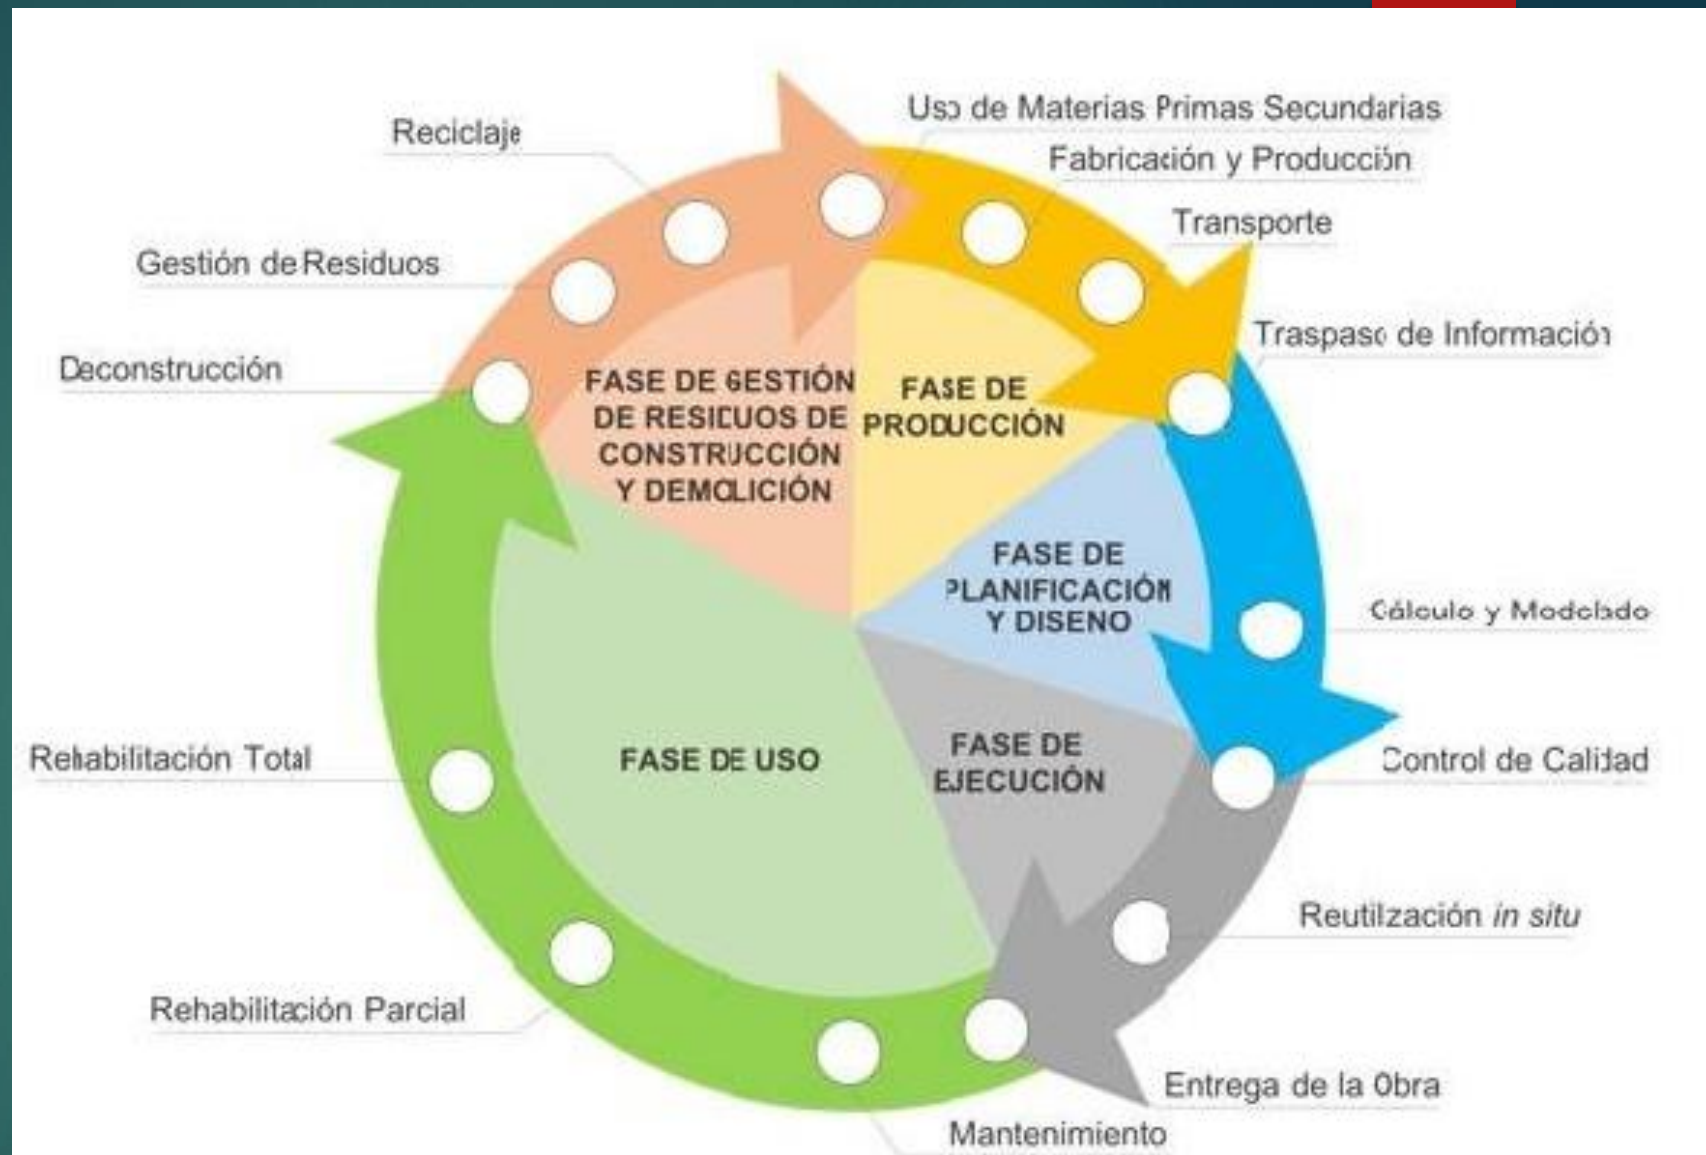 Uso de Materias Primas Secundarias
Fabricación y Producción
Transporte
Traspaso de Información
Cálculo y Modelado
Control de Calidad
Reutilzación in situ
Entrega de la Obra
Mantenimiento
Rehabilitación Parcial
Rehabilitación Total
Deconstrucción
Gestión de Residuos
Reciclaje
FASE DE GESTIÓN
DE RESIDUOS DE
CONSTRUCCIÓN
Y DEMOLICIÓN
FASE DE
PRODUCCIÓN
FASE DE
PLANIFICACIÓN
Y DISENO
FASE DE
EJECUCIÓN
FASE DE USO